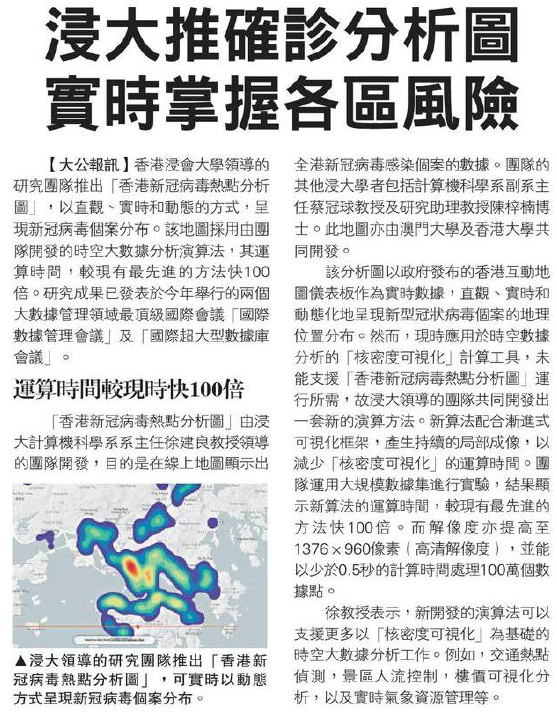 浸大推確診分析圖
實時掌握各區風險
【大公報訊】香港浸會大學領導的
研究團隊推出「香港新冠病毒熱點分析
圖」，以直觀、實時和動態的方式，呈
現新冠病毒個案分布。該地圖採用由團
隊開發的時空大數據分析演算法，其運
算時間，較現有最先進的方法快100
倍。研究成果已發表於今年舉行的兩個
大數據管理領域最頂級國際會議「國際
數據管理會議」及「國際超大型數據庫
會議」。
運算時間較現時快100倍
「香港新冠病毒熱點分析圖」由浸
大計算機科學系系主任徐建良教授領導
的團隊開發，目的是在線上地圖顯示出
▲浸大領導的研究團隊推出「香港新
冠病毒熱點分析圖」，可實時以動態
方式呈現新冠病毒個案分布。
全港新冠病毒感染個案的數據。團隊的
其他浸大學者包括計算機科學系副系主
任蔡冠球教授及研究助理教授陳梓楠博
士。此地圖亦由澳門大學及香港大學共
同開發。
該分析圖以政府發布的香港互動地
圖儀表板作為實時數據，直觀、實時和
動態化地呈現新型冠狀病毒個案的地理
位置分布。然而，現時應用於時空數據
分析的「核密度可視化」計算工具，未
能支援「香港新冠病毒熱點分析圖」運
行所需，故浸大領導的團隊共同開發出
一套新的演算方法。新算法配合漸進式
可視化框架，產生持續的局部成像，以
減少「核密度可視化」的運算時間。團
隊運用大規模數據集進行實驗，結果顯
示新算法的運算時間，較現有最先進的
方法快100倍。而解像度亦提高至
1376×960像素（高清解像度），並能
以少於0.5秒的計算時間處理100萬個數
據點。
徐教授表示，新開發的演算法可以
支援更多以「核密度可視化」為基礎的
時空大數據分析工作。例如，交通熱點
偵測，景區人流控制，樓價可視化分
析，以及實時氣象資源管理等。